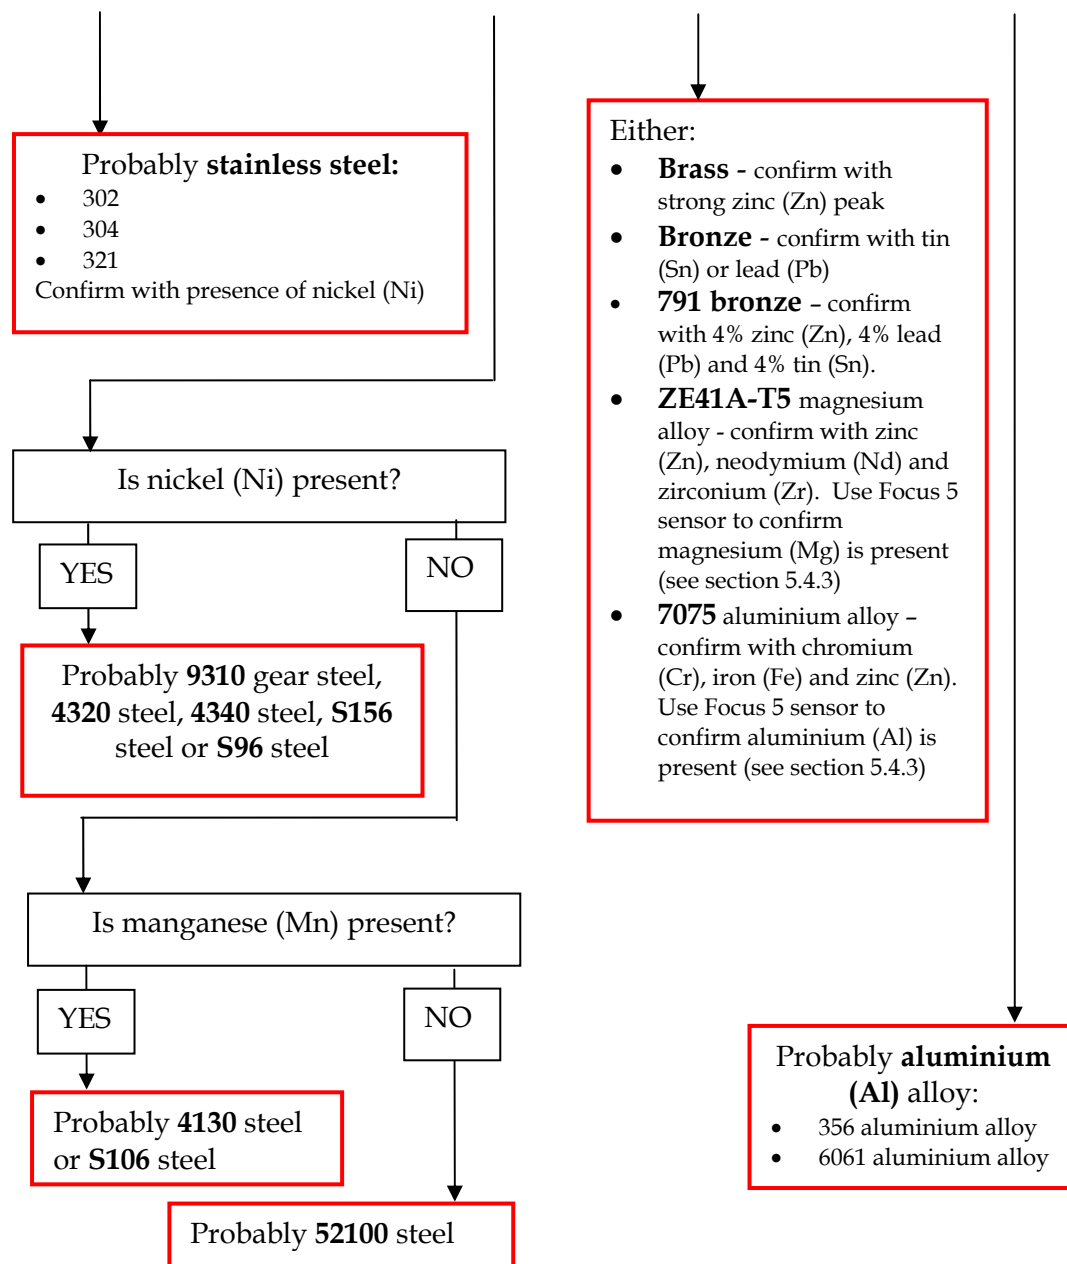 Probably stainless steel:
• 302
• 304
• 321
Confirm with presence of nickel (Ni)
Is nickel (Ni) present?
YES
NO
Probably 9310 gear steel,
4320 steel, 4340 steel, S156
steel or S96 steel
Is manganese (Mn) present?
YES
NO
Probably 4130 steel
or S106 steel
Probably 52100 steel
Either:
• Brass - confirm with
strong zinc (Zn) peak
• Bronze - confirm with tin
(Sn) or lead (Pb)
• 791 bronze – confirm
with 4% zinc (Zn), 4% lead
(Pb) and 4% tin (Sn).
• ZE41A-T5 magnesium
alloy - confirm with zinc
(Zn), neodymium (Nd) and
zirconium (Zr). Use Focus 5
sensor to confirm
magnesium (Mg) is present
(see section 5.4.3)
• 7075 aluminium alloy –
confirm with chromium
(Cr), iron (Fe) and zinc (Zn).
Use Focus 5 sensor to
confirm aluminium (Al) is
present (see section 5.4.3)
Probably aluminium
(Al) alloy:
• 356 aluminium alloy
• 6061 aluminium alloy